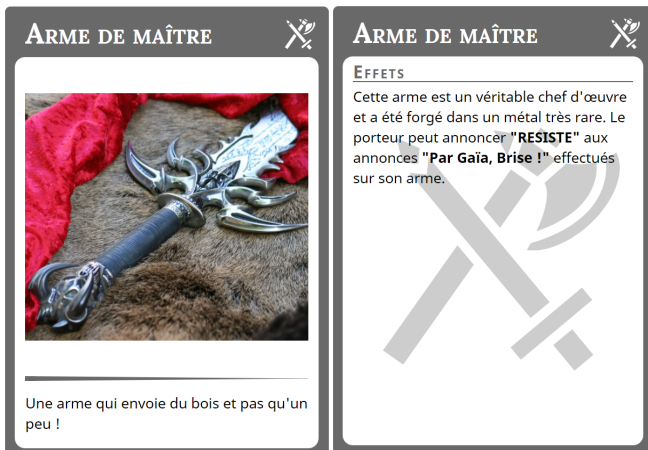 Arme de maître
Une arme qui envoie du bois et pas qu'un
peu !
Arme de maître
Effets
Cette arme est un véritable chef d'œuvre
et a été forgé dans un métal très rare. Le
porteur peut annoncer "RESISTE" aux
annonces "Par Gaïa, Brise !" effectués
sur son arme.